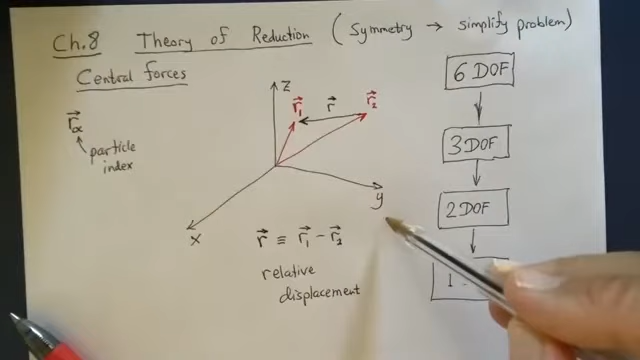 Ch.8 Theory of Reduction (Symmetry → simplify problem)
Central forces
r⃗α
particle
index
z
r⃗₁
r⃗
r⃗₂
y
x
r⃗ ≡ r⃗₁ - r⃗₂
relative
displacement
6 DOF
3 DOF
2 DOF
1